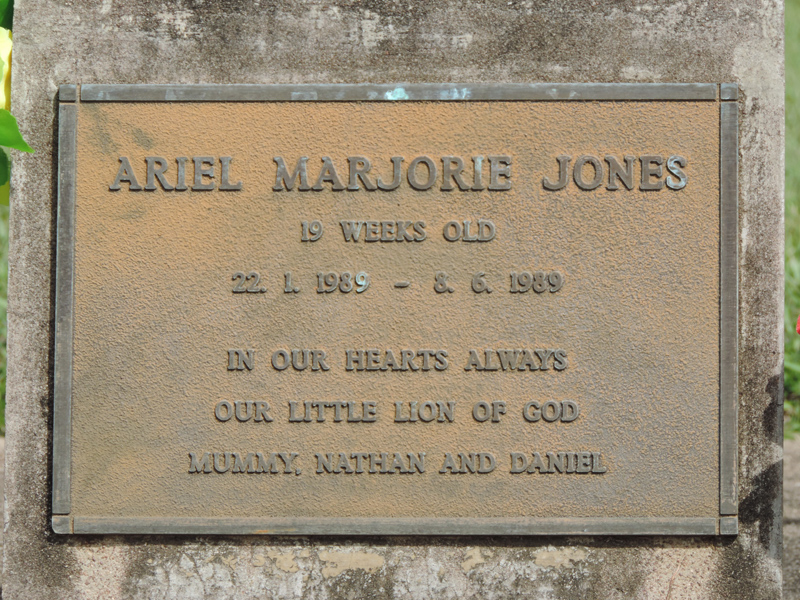 ARIEL MARJORIE JONES
19 WEEKS OLD
22. 1. 1989 – 8. 6. 1989
IN OUR HEARTS ALWAYS
OUR LITTLE LION OF GOD
MUMMY, NATHAN AND DANIEL